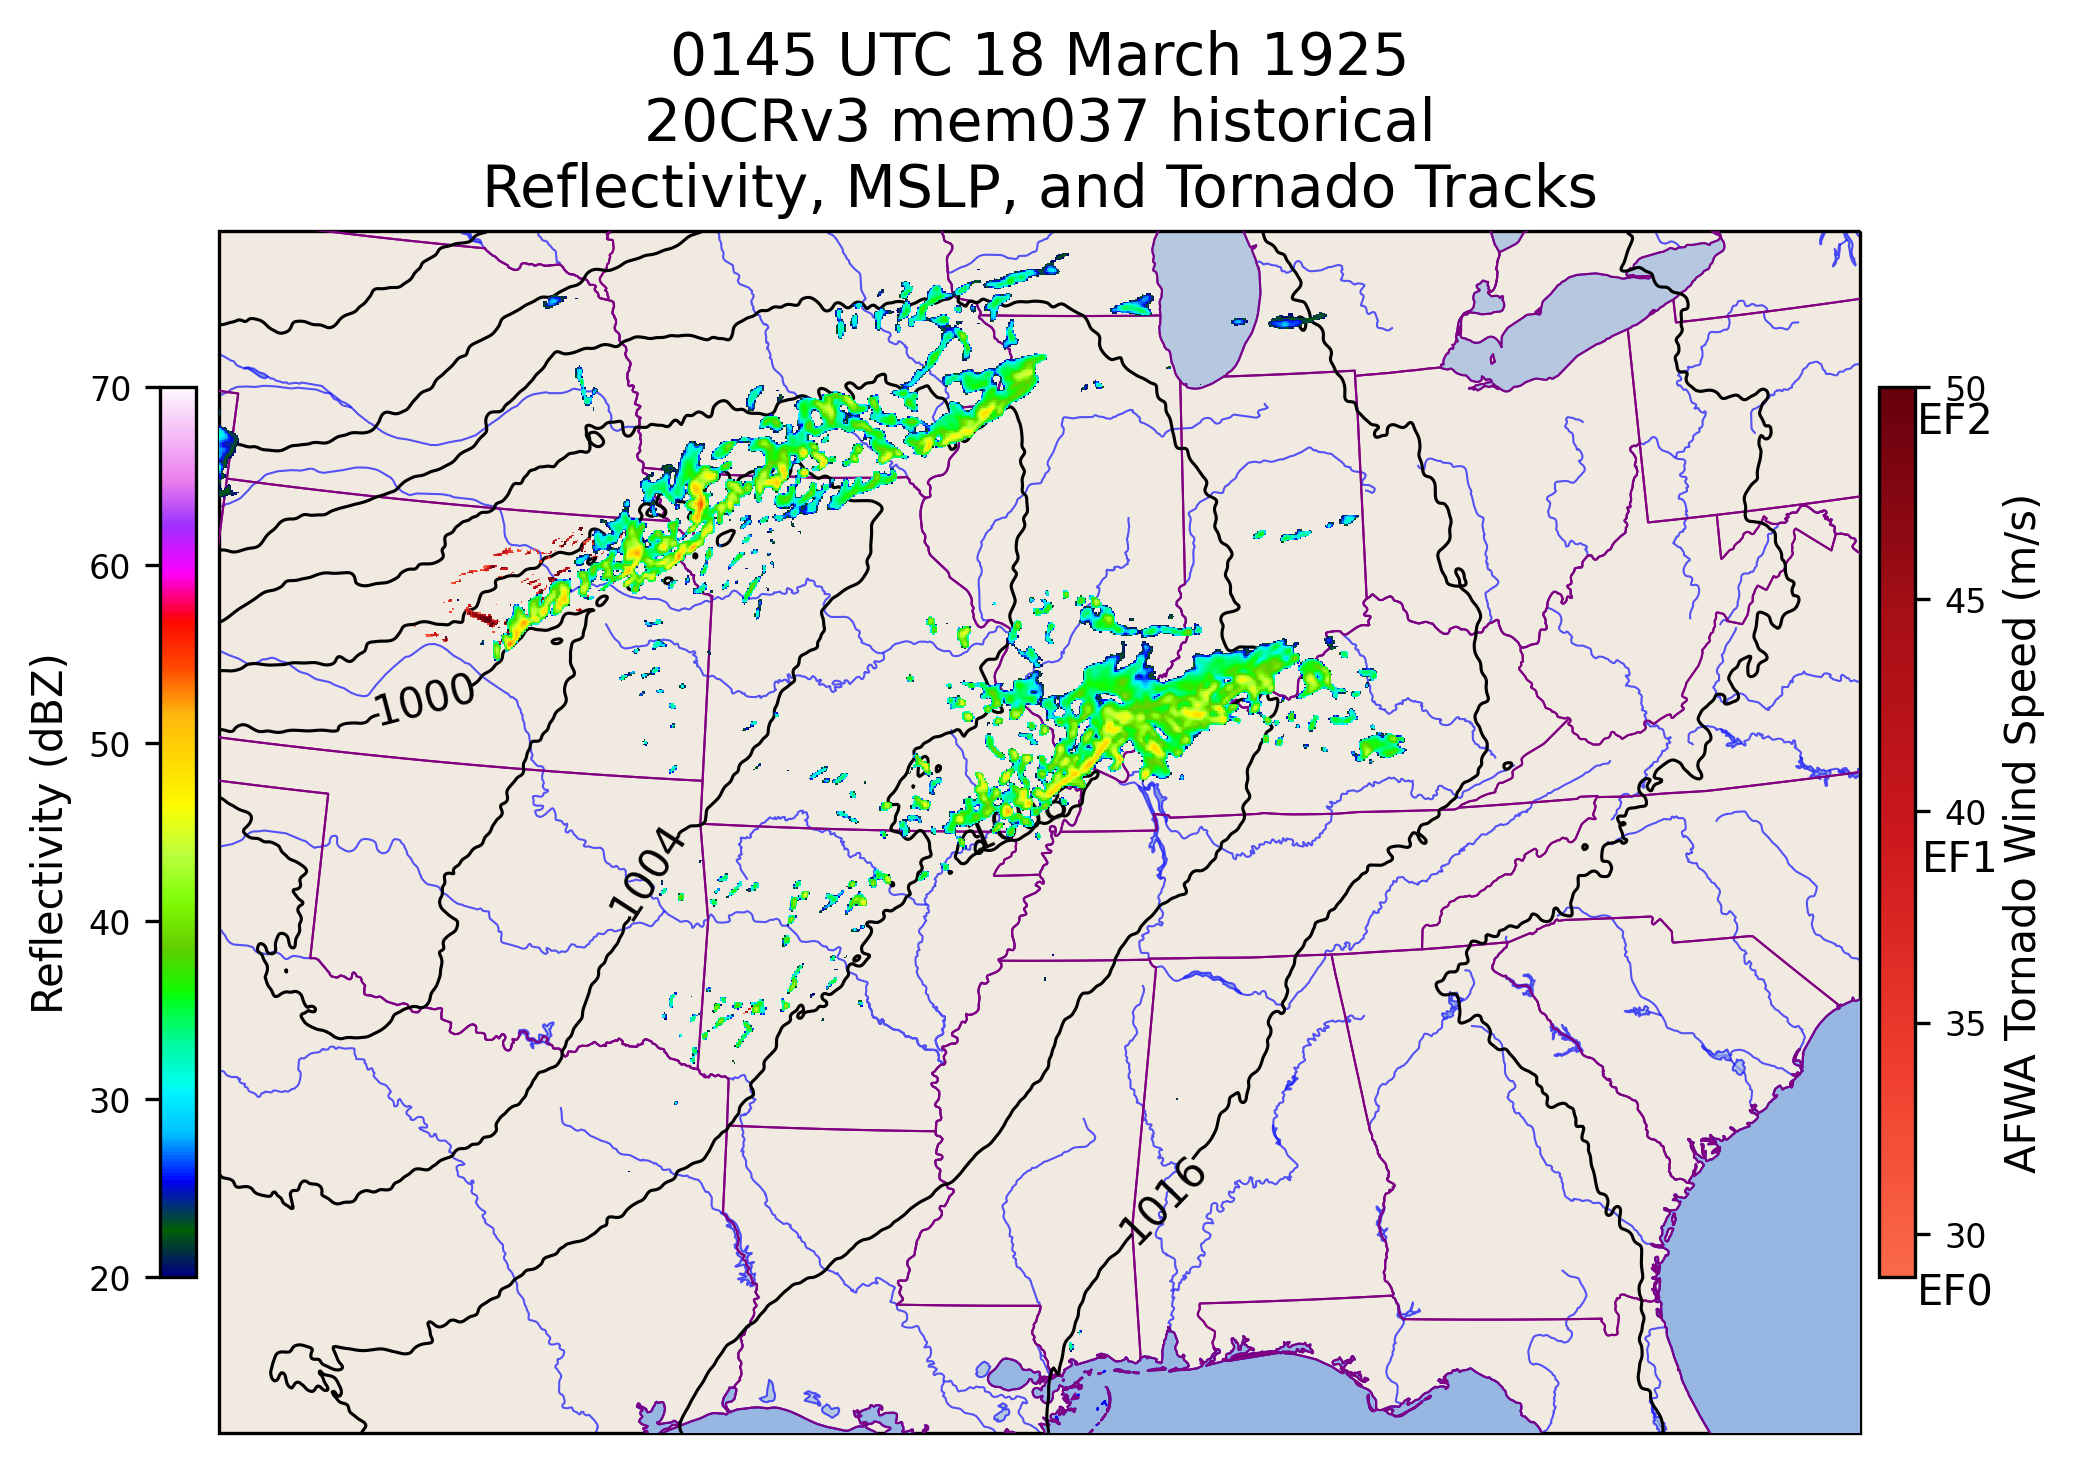 0145 UTC 18 March 1925
20CRv3 mem037 historical
Reflectivity, MSLP, and Tornado Tracks
70
60
50
40
30
20
Reflectivity (dBZ)
1000
1004
1016
50
EF2
45
40
EF1
35
30
EF0
AFWA Tornado Wind Speed (m/s)